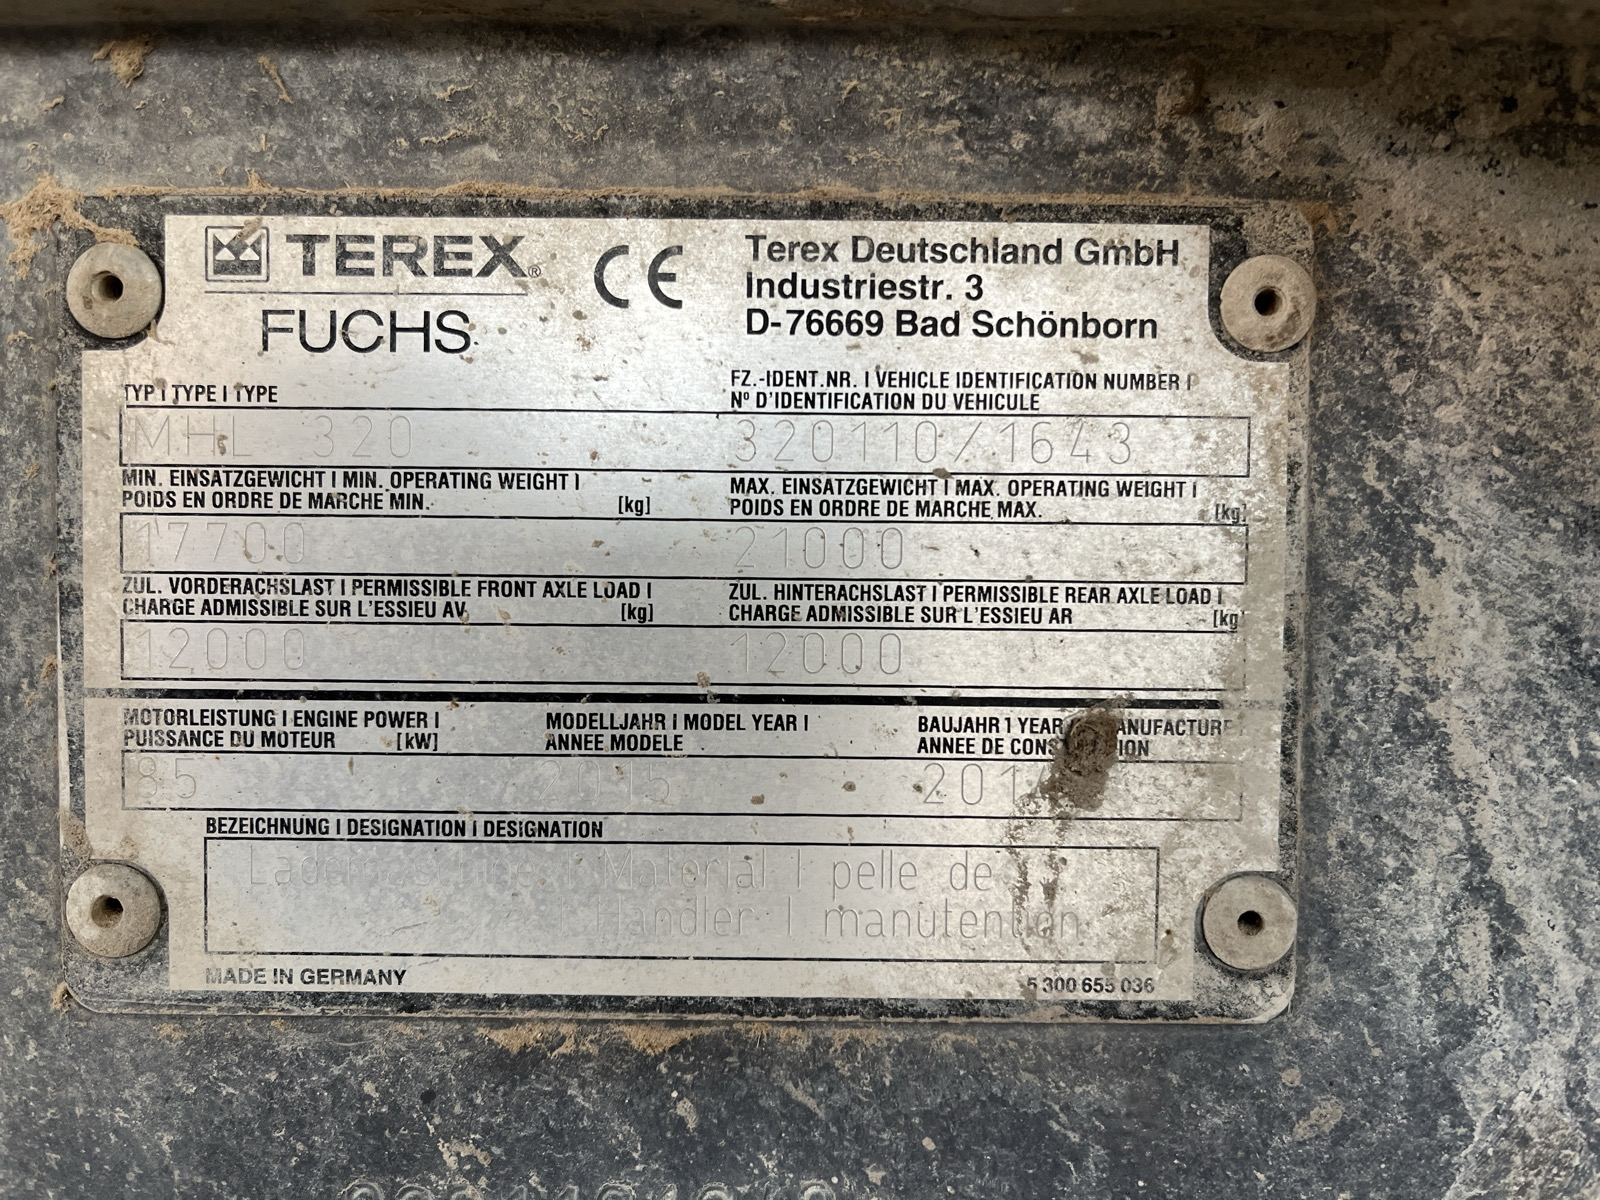 TEREX®
FUCHS
CE
Terex Deutschland GmbH
Industriestr. 3
D-76669 Bad Schönborn
TYP I TYPE I TYPE
MHL 320
FZ.-IDENT.NR. I VEHICLE IDENTIFICATION NUMBER I
Nº D'IDENTIFICATION DU VEHICULE
320110/1643
MIN. EINSATZGEWICHT I MIN. OPERATING WEIGHT I
POIDS EN ORDRE DE MARCHE MIN. [kg]
17700
MAX. EINSATZGEWICHT I MAX. OPERATING WEIGHT I
POIDS EN ORDRE DE MARCHE MAX. [kg]
21000
ZUL. VORDERACHSLAST I PERMISSIBLE FRONT AXLE LOAD I
CHARGE ADMISSIBLE SUR L'ESSIEU AV [kg]
12000
ZUL. HINTERACHSLAST I PERMISSIBLE REAR AXLE LOAD I
CHARGE ADMISSIBLE SUR L'ESSIEU AR [kg]
12000
MOTORLEISTUNG I ENGINE POWER I
PUISSANCE DU MOTEUR [kW]
85
MODELLJAHR I MODEL YEAR I
ANNEE MODELE
2015
BAUJAHR I YEAR MANUFACTURE
ANNEE DE CONSTRUCTION
BEZEICHNUNG I DESIGNATION I DESIGNATION
Lademaschine I Material I pelle de
I Handler I manutention
MADE IN GERMANY
5 300 655 036